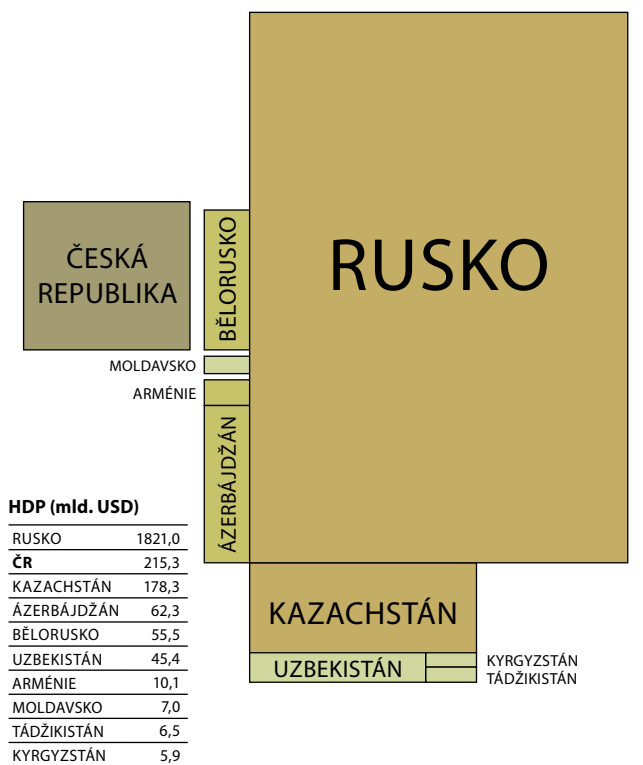 RUSKO
ČESKÁ
REPUBLIKA
BĚLORUSKO
MOLDAVSKO
ARMÉNIE
ÁZERBÁJDŽÁN
HDP (mld. USD)
RUSKO 1821,0
ČR 215,3
KAZACHSTÁN 178,3
ÁZERBÁJDŽÁN 62,3
BĚLORUSKO 55,5
UZBEKISTÁN 45,4
ARMÉNIE 10,1
MOLDAVSKO 7,0
TÁDŽIKISTÁN 6,5
KYRGYZSTÁN 5,9
KAZACHSTÁN
UZBEKISTÁN
KYRGYZSTÁN
TÁDŽIKISTÁN